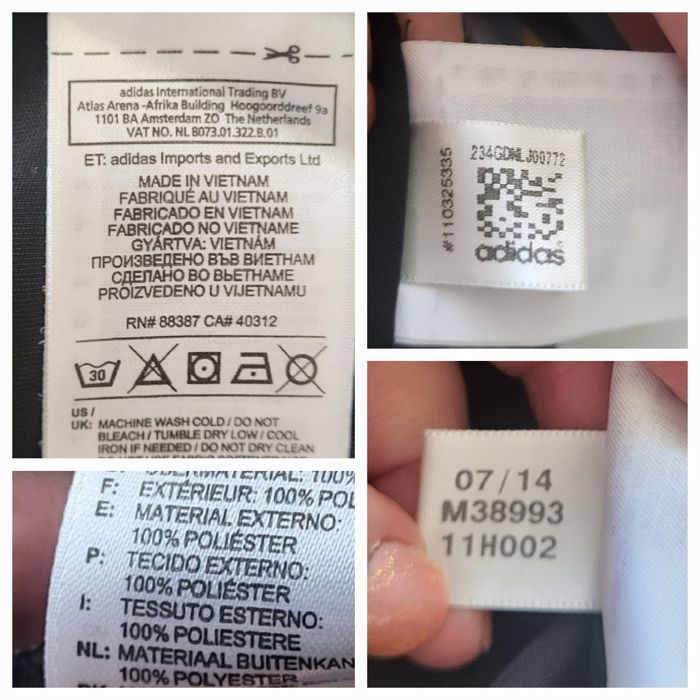 adidas International Trading BV
Atlas Arena -Afrika Building Hoogoorddreef 9a
1101 BA Amsterdam ZO The Netherlands
VAT NO. NL 8073.01.322.B.01
ET: adidas Imports and Exports Ltd
MADE IN VIETNAM
FABRIQUÉ AU VIETNAM
FABRICADO EN VIETNAM
FABRICADO NO VIETNAME
GYÁRTVA: VIETNÁM
ПРОИЗВЕДЕНО ВЪВ ВИЕТНАМ
СДЕЛАНО ВО ВЬЕТНАМЕ
PROIZVEDENO U VIJETNAMU
RN# 88387 CA# 40312
30
US /
UK: MACHINE WASH COLD / DO NOT
BLEACH / TUMBLE DRY LOW / COOL
IRON IF NEEDED / DO NOT DRY CLEAN
#110325335
234GDNLJ00772
adidas
OBERMATERIAL: 100%
F: EXTÉRIEUR: 100% POL
E: MATERIAL EXTERNO:
100% POLIÉSTER
P: TECIDO EXTERNO:
100% POLIÉSTER
I: TESSUTO ESTERNO:
100% POLIESTERE
NL: MATERIAAL BUITENKAN
100% POLYESTER
07/14
M38993
11H002